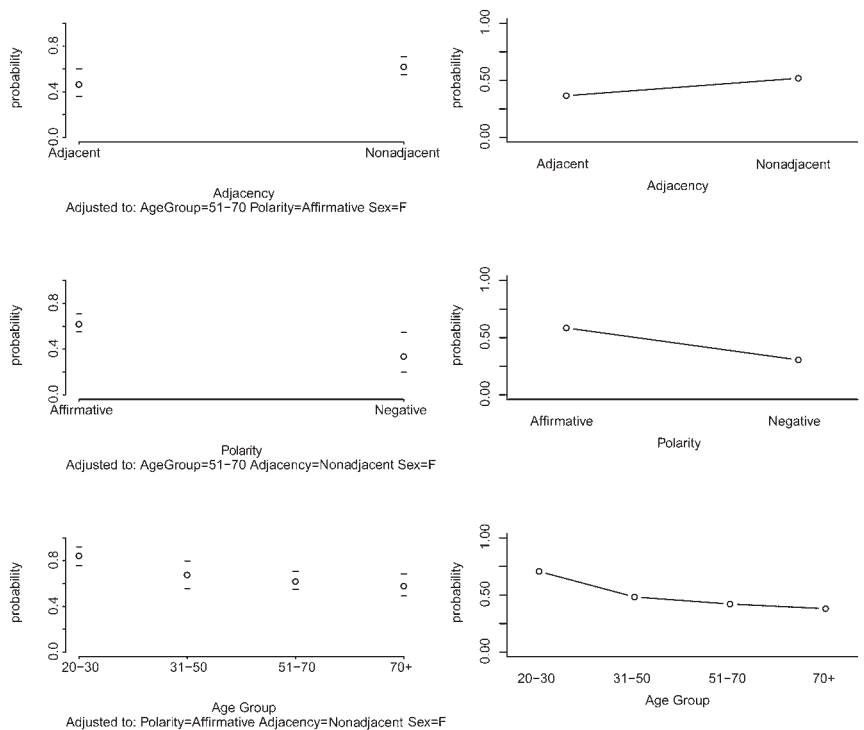 probability
0.0 0.4 0.8
Adjacent Nonadjacent
Adjacency
Adjusted to: AgeGroup=51−70 Polarity=Affirmative Sex=F
probability
0.00 0.50 1.00
Adjacent Nonadjacent
Adjacency
probability
0.0 0.4 0.8
Affirmative Negative
Polarity
Adjusted to: AgeGroup=51−70 Adjacency=Nonadjacent Sex=F
probability
0.00 0.50 1.00
Affirmative Negative
Polarity
probability
0.0 0.4 0.8
20−30 31−50 51−70 70+
Age Group
Adjusted to: Polarity=Affirmative Adjacency=Nonadjacent Sex=F
probability
0.00 0.50 1.00
20−30 31−50 51−70 70+
Age Group